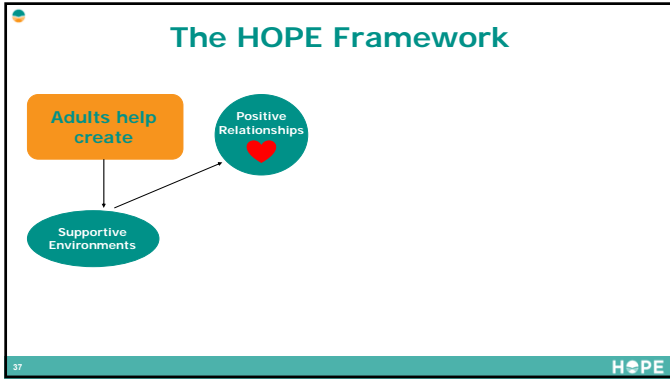 The HOPE Framework
Adults help
create
Positive
Relationships
Supportive
Environments
37
HOPE